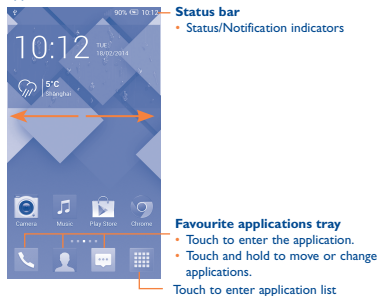 90% 10:12
Status bar
• Status/Notification indicators
10:12
TUE
18/02/2014
5°C
Shanghai
Camera Music Play Store Chrome
Favourite applications tray
• Touch to enter the application.
• Touch and hold to move or change
applications.
Touch to enter application list